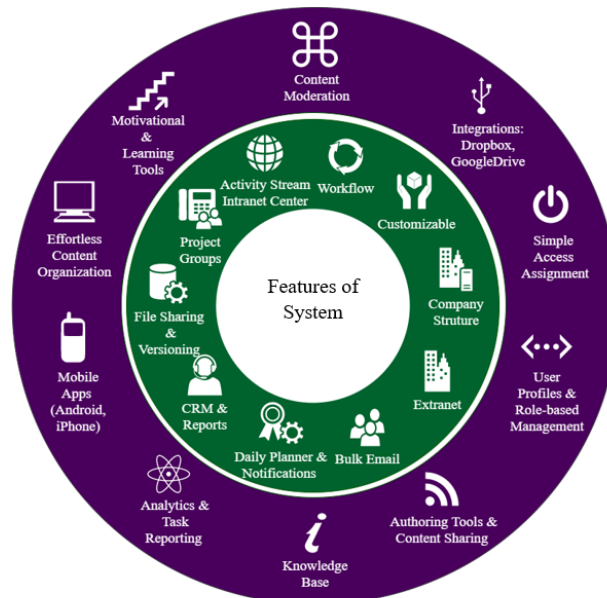 Content
Moderation
Integrations:
Dropbox,
GoogleDrive
Simple
Access
Assignment
User
Profiles &
Role-based
Management
Authoring Tools &
Content Sharing
Knowledge
Base
Analytics &
Task
Reporting
Mobile
Apps
(Android,
iPhone)
Effortless
Content
Organization
Motivational
&
Learning
Tools
Activity Stream
Intranet Center
Workflow
Customizable
Company
Struture
Extranet
Bulk Email
Daily Planner &
Notifications
CRM &
Reports
File Sharing
&
Versioning
Project
Groups
Features of
System